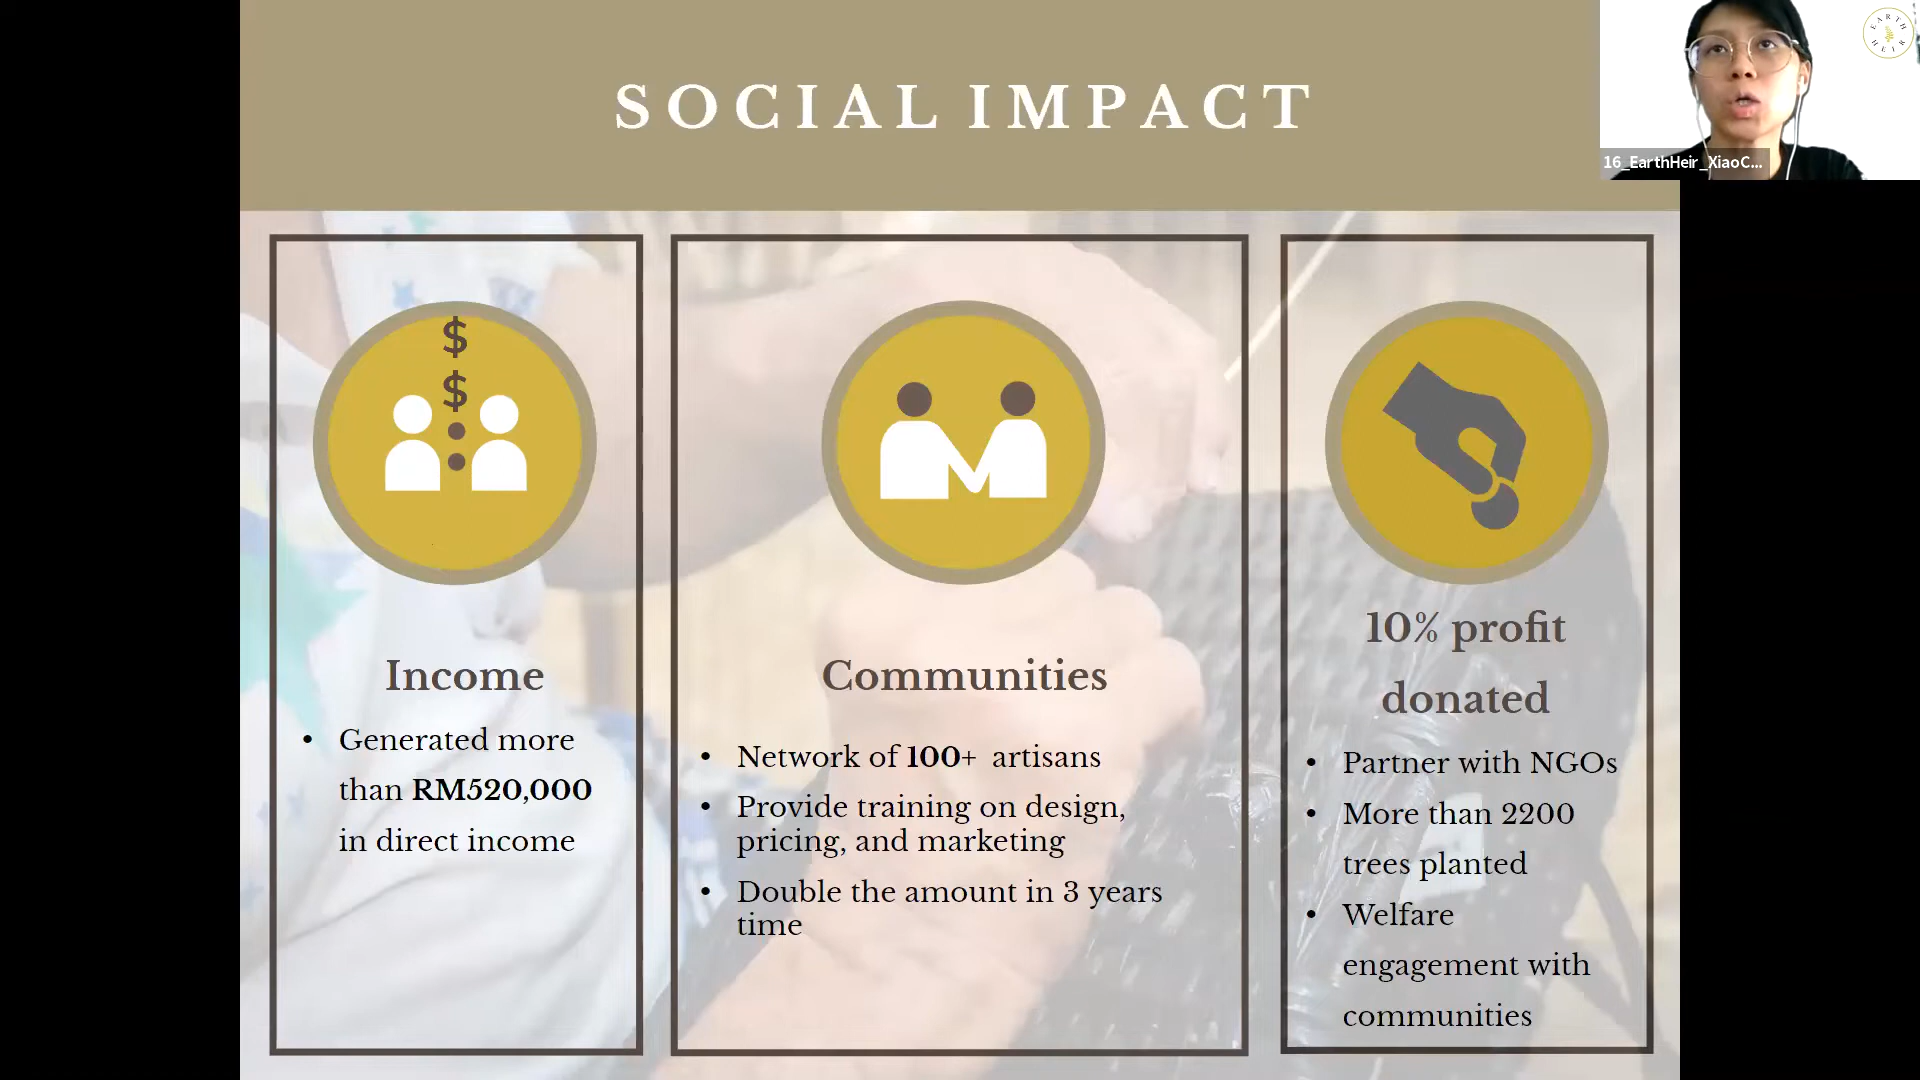 SOCIAL IMPACT
EARTH HEIR
16_EarthHeir_XiaoC...
$
$
Income
• Generated more
than RM520,000
in direct income
Communities
• Network of 100+ artisans
• Provide training on design,
pricing, and marketing
• Double the amount in 3 years
time
10% profit
donated
• Partner with NGOs
• More than 2200
trees planted
• Welfare
engagement with
communities